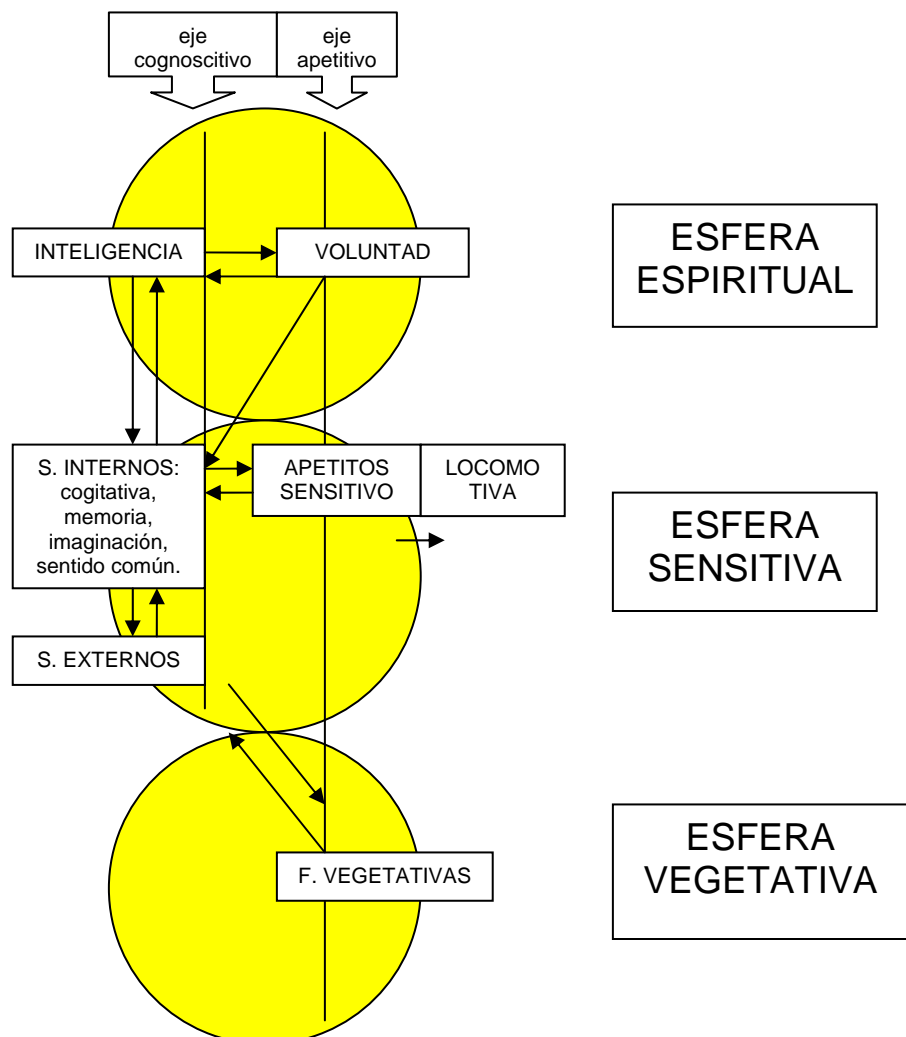 eje
cognoscitivo
eje
apetitivo
INTELIGENCIA
VOLUNTAD
ESFERA
ESPIRITUAL
S. INTERNOS:
cogitativa,
memoria,
imaginación,
sentido común.
APETITOS
SENSITIVO
LOCOMO
TIVA
ESFERA
SENSITIVA
S. EXTERNOS
F. VEGETATIVAS
ESFERA
VEGETATIVA